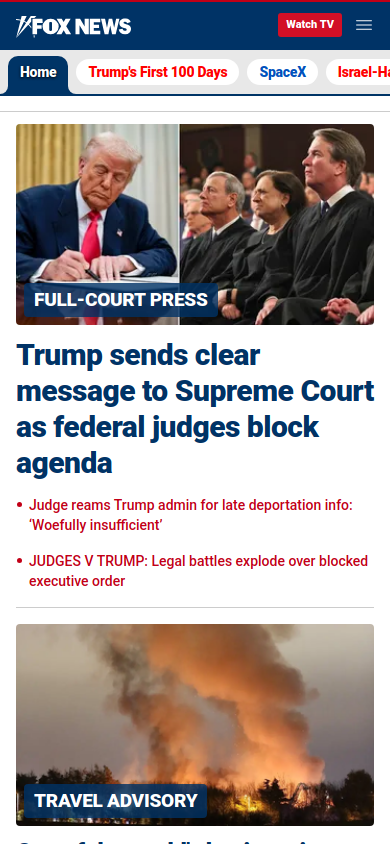 FOX NEWS
Watch TV
Home
Trump's First 100 Days
SpaceX
Israel-Ha
FULL-COURT PRESS
Trump sends clear
message to Supreme Court
as federal judges block
agenda
Judge reams Trump admin for late deportation info:
‘Woefully insufficient’
JUDGES V TRUMP: Legal battles explode over blocked
executive order
TRAVEL ADVISORY